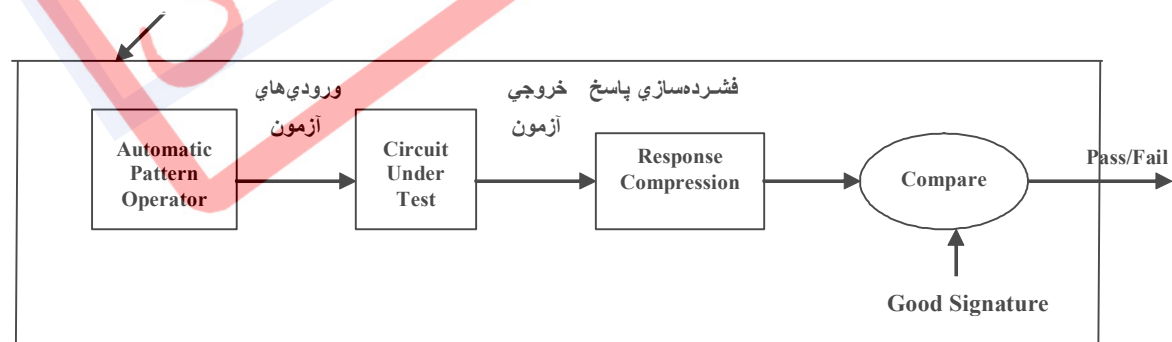 ورودي‌هاي
آزمون
خروجي
آزمون
فشرده‌سازي پاسخ
Automatic
Pattern
Operator
Circuit
Under
Test
Response
Compression
Compare
Pass/Fail
Good Signature